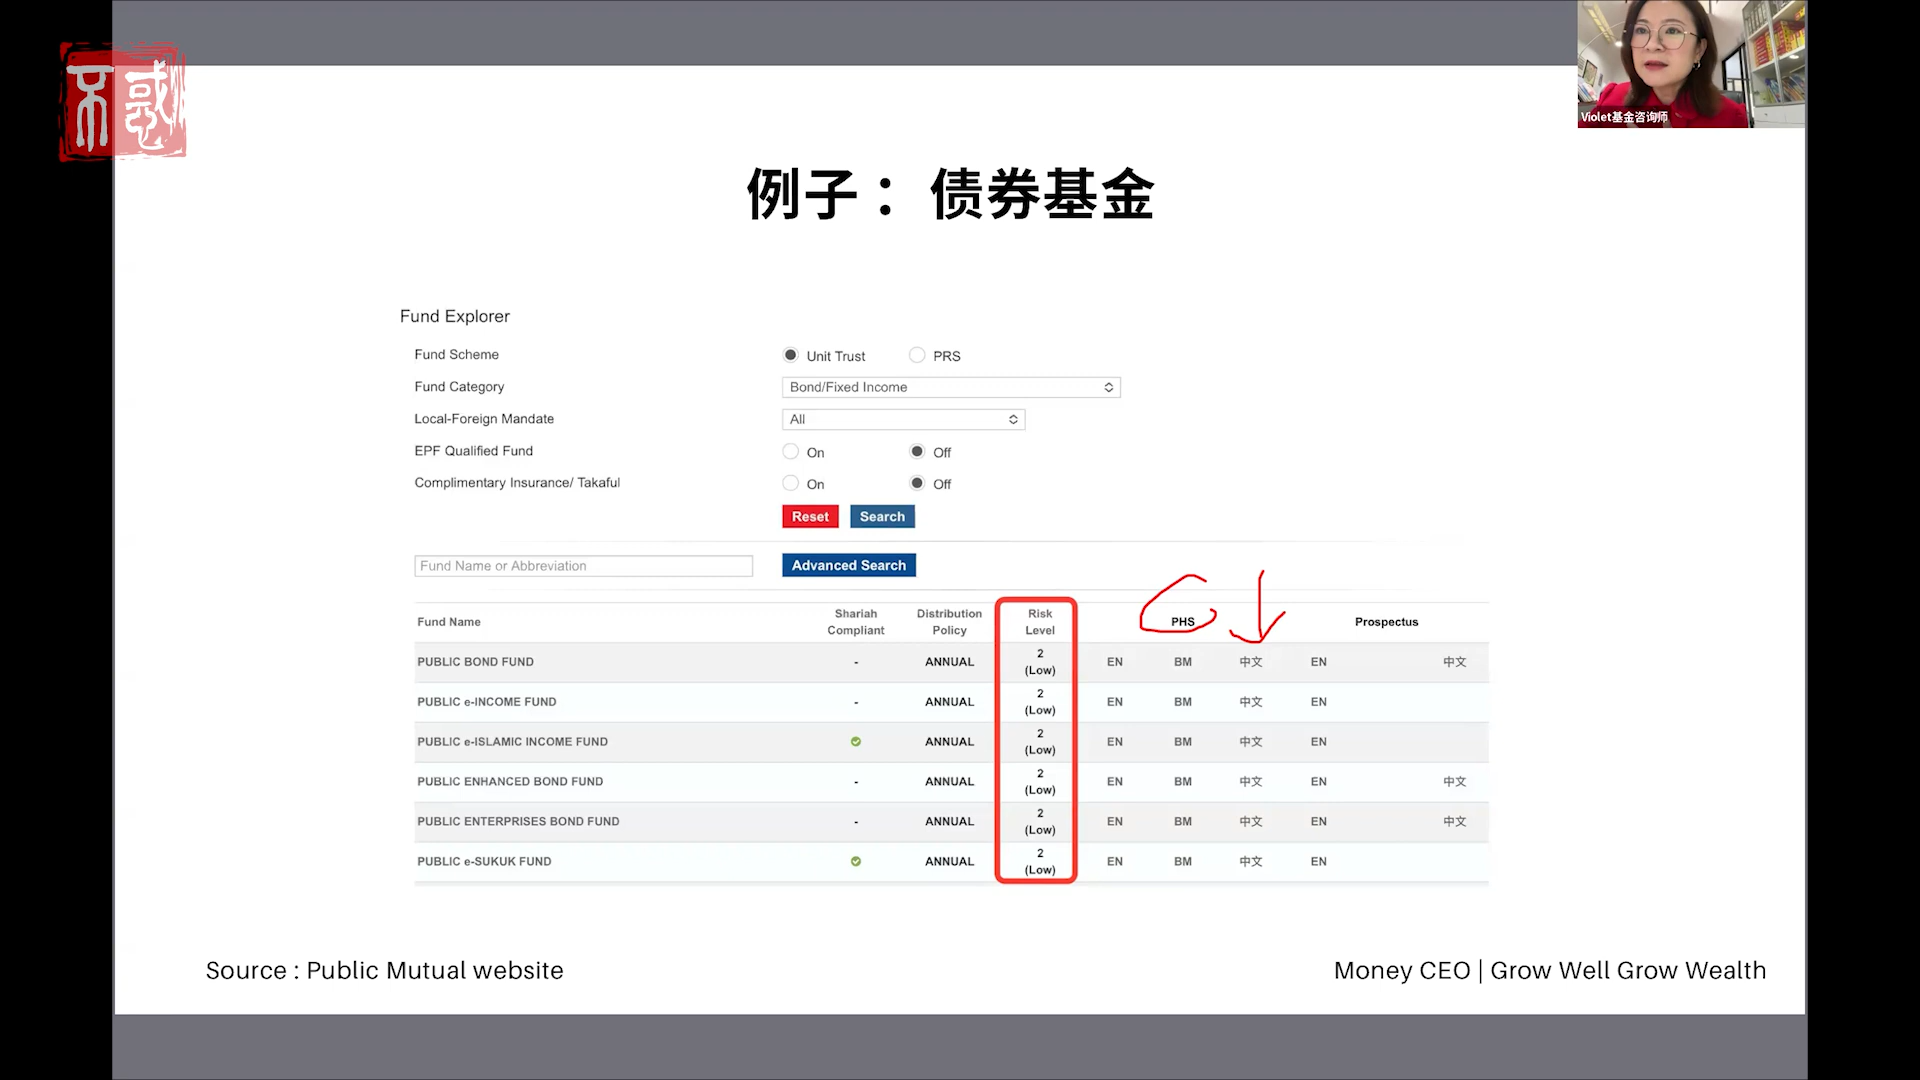 不惑
Violet基金咨询师
例子：债券基金
Fund Explorer
Fund Scheme Unit Trust PRS
Fund Category Bond/Fixed Income
Local-Foreign Mandate All
EPF Qualified Fund On Off
Complimentary Insurance/ Takaful On Off
Reset Search
Fund Name or Abbreviation Advanced Search
Fund Name Shariah Compliant Distribution Policy Risk Level PHS Prospectus
PUBLIC BOND FUND - ANNUAL 2 (Low) EN BM 中文 EN 中文
PUBLIC e-INCOME FUND - ANNUAL 2 (Low) EN BM 中文 EN
PUBLIC e-ISLAMIC INCOME FUND ANNUAL 2 (Low) EN BM 中文 EN
PUBLIC ENHANCED BOND FUND - ANNUAL 2 (Low) EN BM 中文 EN 中文
PUBLIC ENTERPRISES BOND FUND - ANNUAL 2 (Low) EN BM 中文 EN 中文
PUBLIC e-SUKUK FUND ANNUAL 2 (Low) EN BM 中文 EN
Source : Public Mutual website
Money CEO | Grow Well Grow Wealth